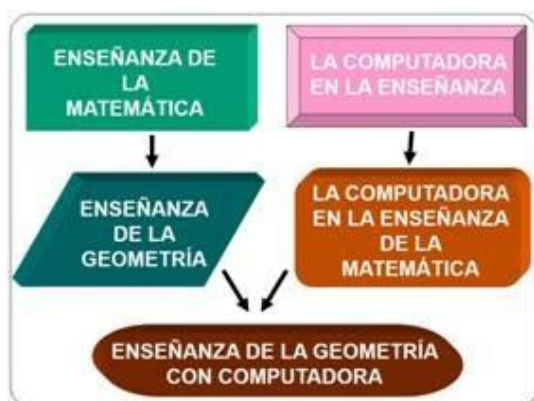 ENSEÑANZA DE
LA
MATEMÁTICA
LA COMPUTADORA
EN LA ENSEÑANZA
ENSEÑANZA
DE LA
GEOMETRÍA
LA COMPUTADORA
EN LA ENSEÑANZA
DE LA
MATEMÁTICA
ENSEÑANZA DE LA GEOMETRÍA
CON COMPUTADORA